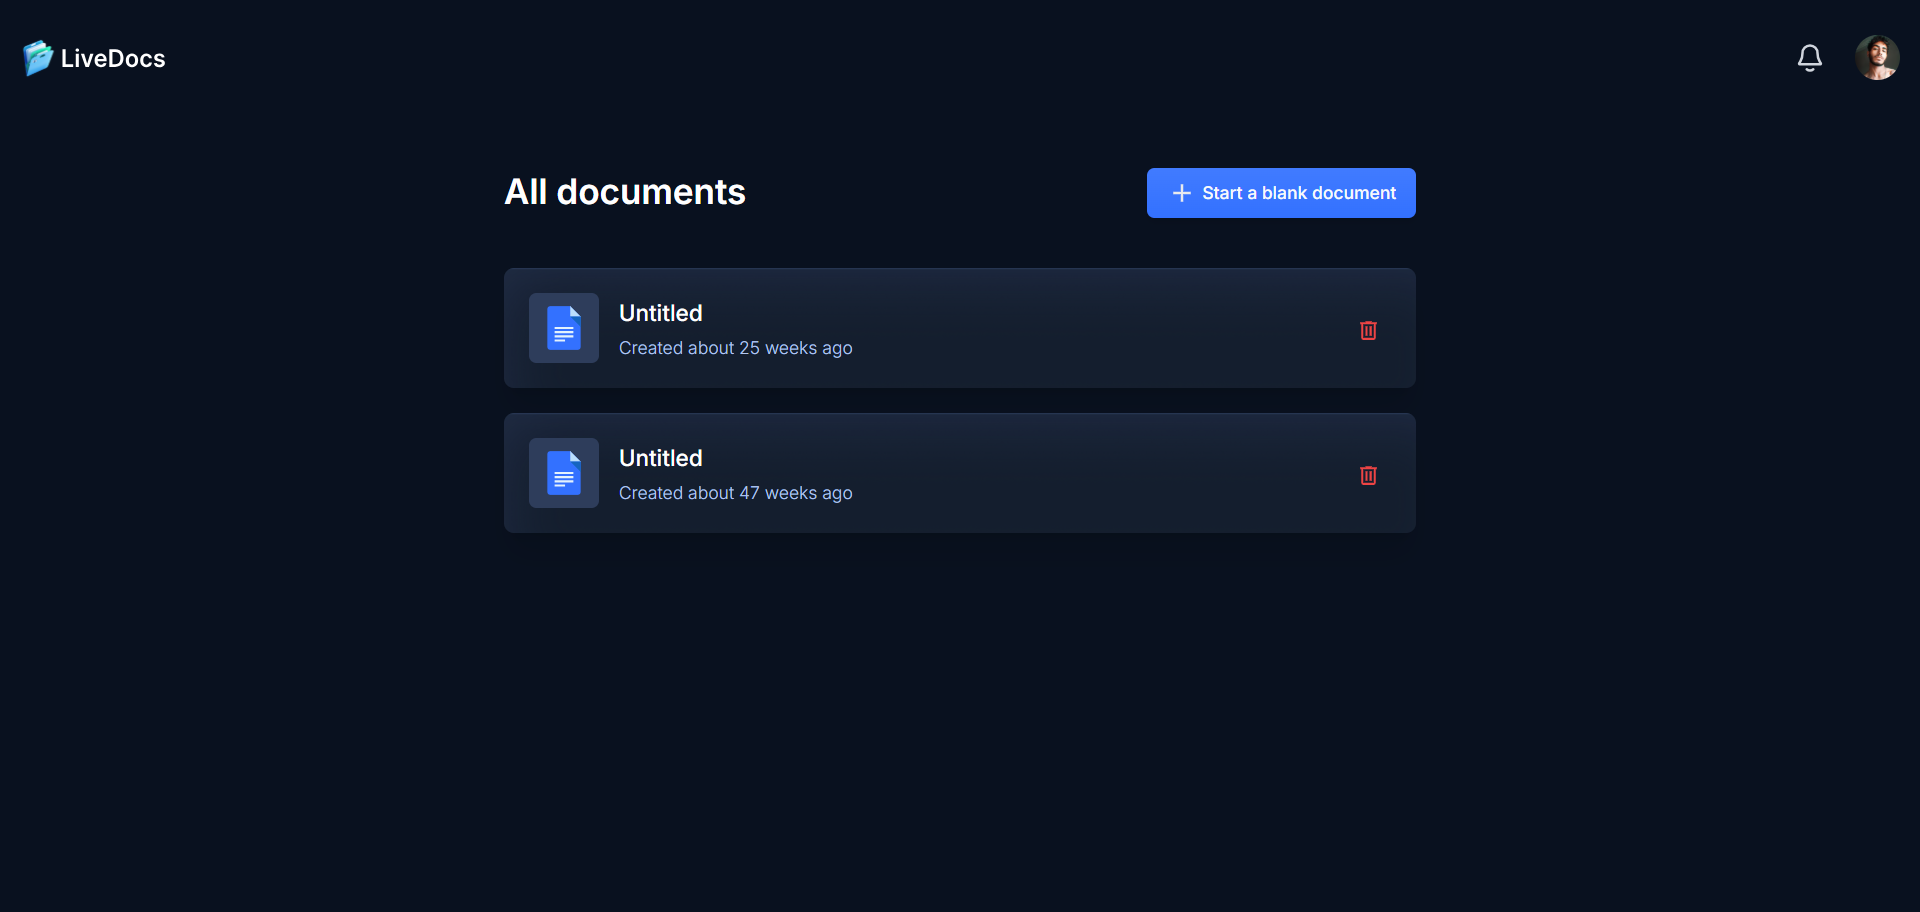 LiveDocs
All documents
Start a blank document
Untitled
Created about 25 weeks ago
Untitled
Created about 47 weeks ago